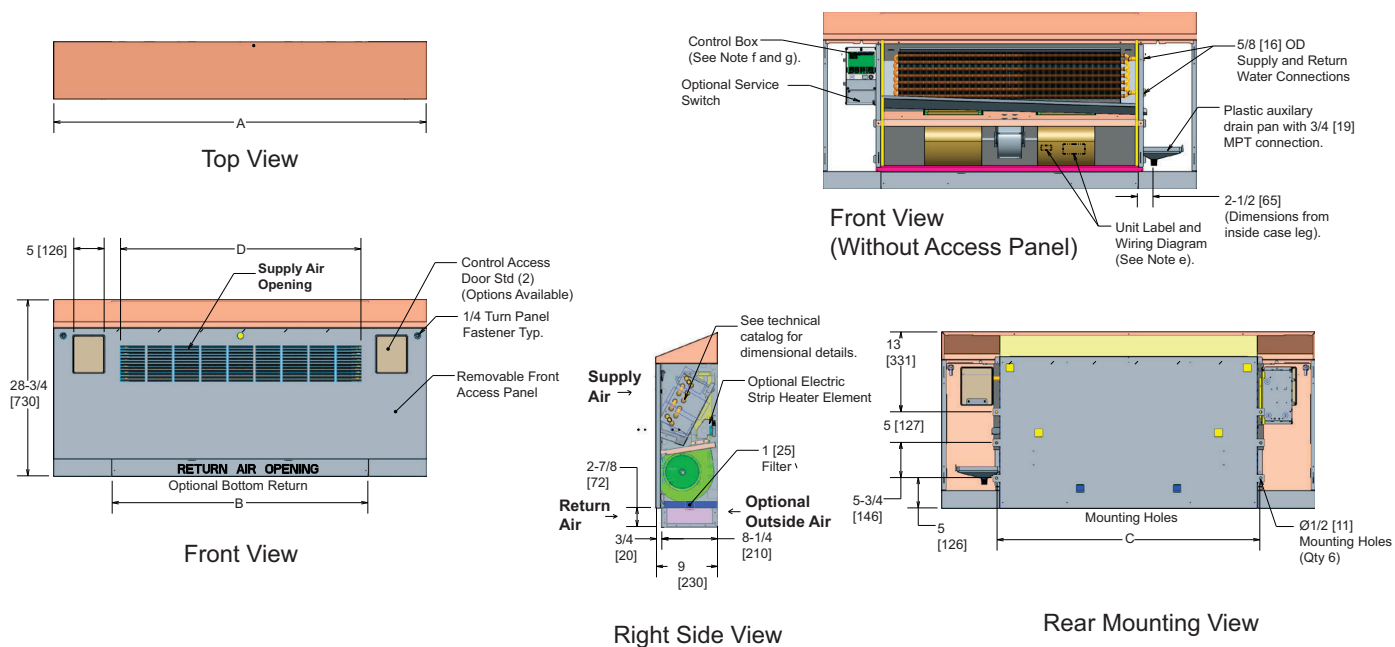 A
Top View
Control Box
(See Note f and g).
Optional Service
Switch
5/8 [16] OD
Supply and Return
Water Connections
Plastic auxilary
drain pan with 3/4 [19]
MPT connection.
2-1/2 [65]
(Dimensions from
inside case leg).
Unit Label and
Wiring Diagram
(See Note e).
Front View
(Without Access Panel)
5 [126]
D
Supply Air
Opening
Control Access
Door Std (2)
(Options Available)
1/4 Turn Panel
Fastener Typ.
Removable Front
Access Panel
28-3/4
[730]
RETURN AIR OPENING
Optional Bottom Return
B
Front View
See technical
catalog for
dimensional details.
Supply
Air
Optional Electric
Strip Heater Element
1 [25]
Filter
2-7/8
[72]
Return
Air
Optional
Outside Air
3/4
[20]
8-1/4
[210]
9
[230]
Right Side View
13
[331]
5 [127]
5-3/4
[146]
5
[126]
Mounting Holes
C
Ø1/2 [11]
Mounting Holes
(Qty 6)
Rear Mounting View